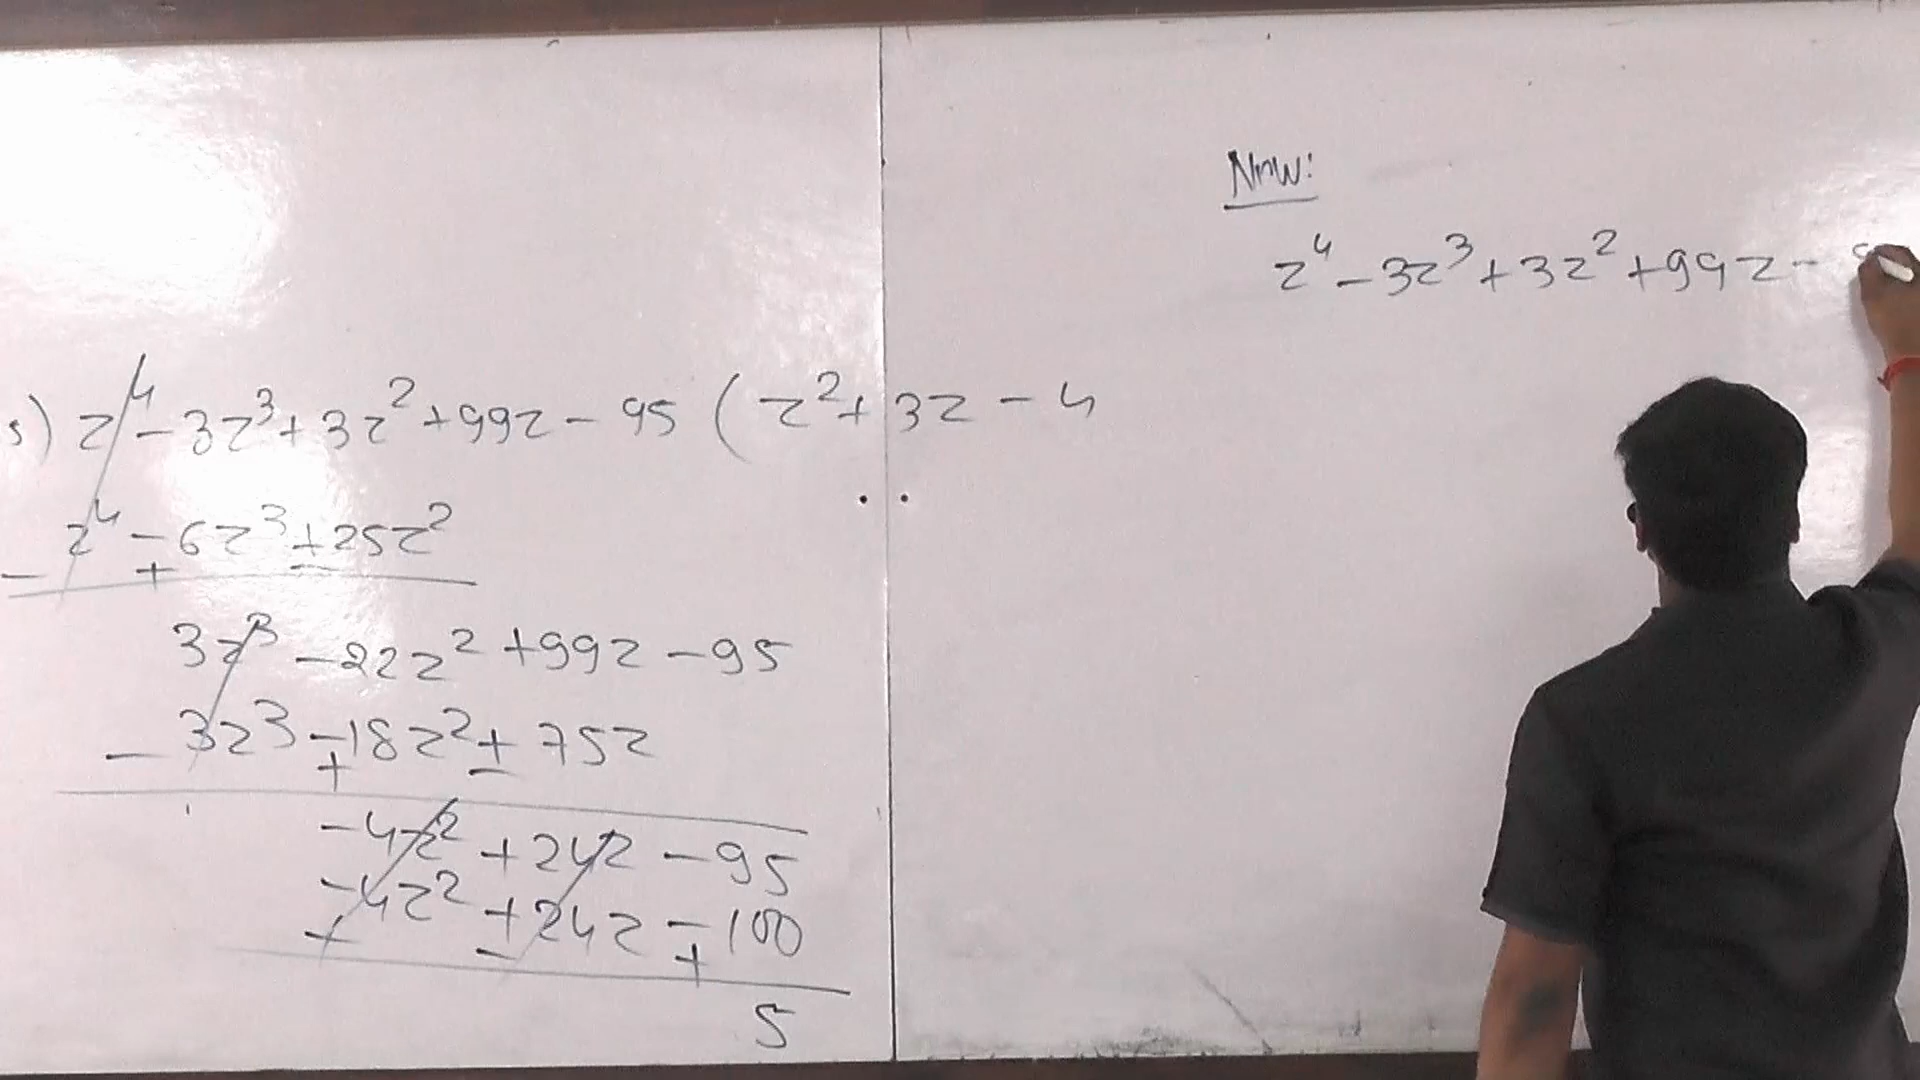 5) z⁴ - 3z³ + 3z² + 99z - 95 ( z² + 3z - 4
z⁴ - 6z³ + 25z²
- + -
3z³ - 22z² + 99z - 95
3z³ - 18z² + 75z
- + -
-4z² + 24z - 95
-4z² + 24z - 100
+ - +
5
Now:
z⁴ - 3z³ + 3z² + 99z -